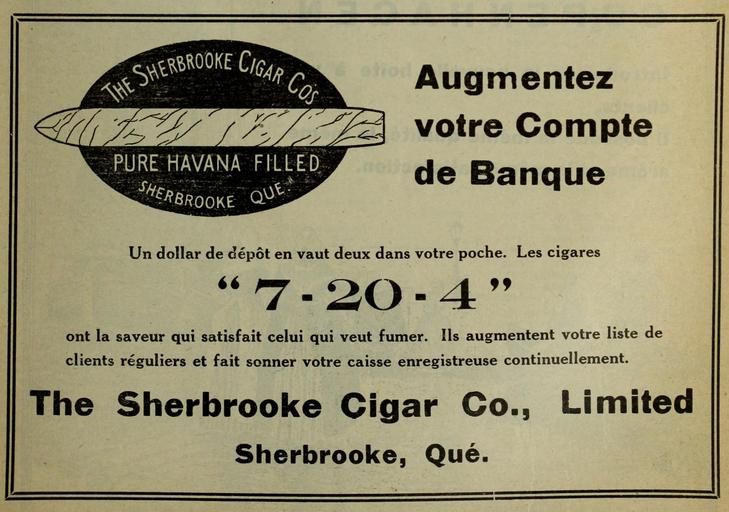 THE SHERBROOKE CIGAR CO'S
PURE HAVANA FILLED
SHERBROOKE QUE."
Augmentez
votre Compte
de Banque
Un dollar de dépôt en vaut deux dans votre poche. Les cigares
“7-20-4”
ont la saveur qui satisfait celui qui veut fumer. Ils augmentent votre liste de
clients réguliers et fait sonner votre caisse enregistreuse continuellement.
The Sherbrooke Cigar Co., Limited
Sherbrooke, Qué.